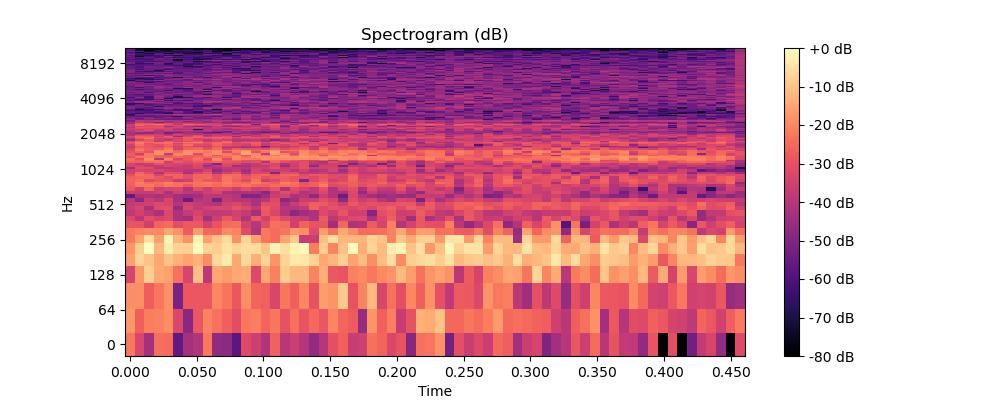 Spectrogram (dB)
8192
4096
2048
1024
512
256
128
64
0
Hz
0.000 0.050 0.100 0.150 0.200 0.250 0.300 0.350 0.400 0.450
Time
+0 dB
-10 dB
-20 dB
-30 dB
-40 dB
-50 dB
-60 dB
-70 dB
-80 dB